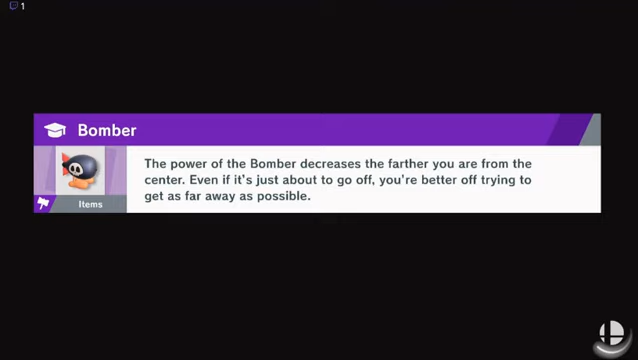 1
Bomber
The power of the Bomber decreases the farther you are from the
center. Even if it's just about to go off, you're better off trying to
get as far away as possible.
Items